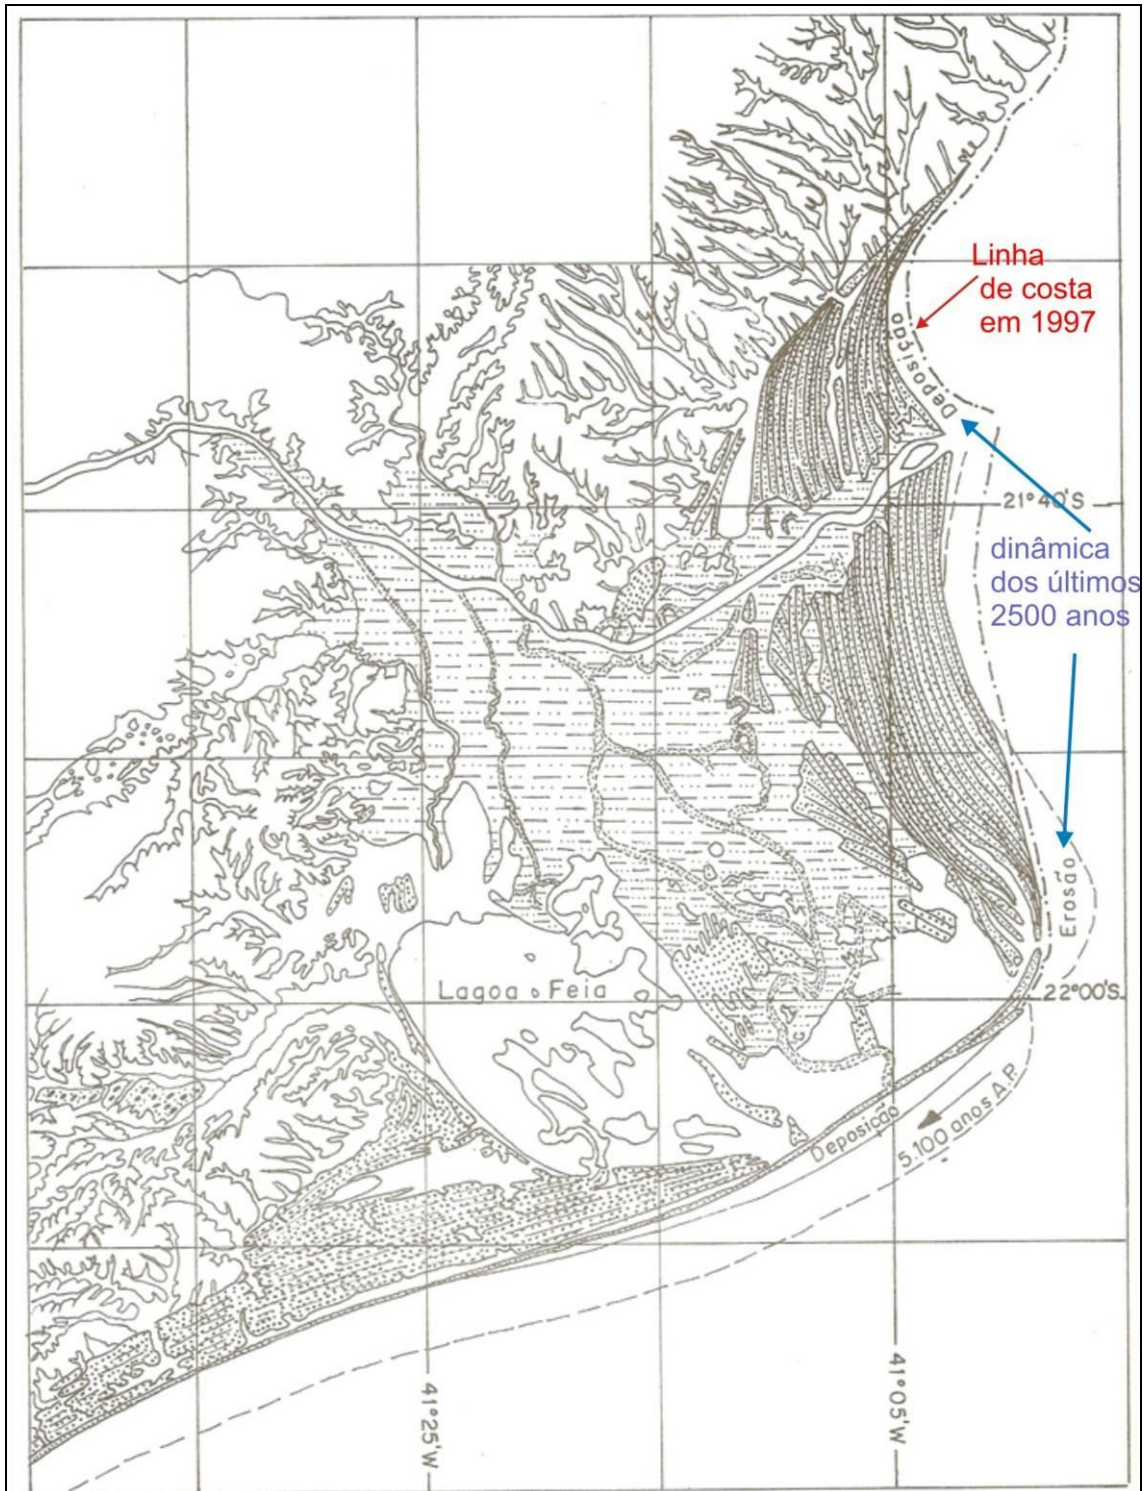 Linha
de costa
em 1997
Deposição
21°40'S
dinâmica
dos últimos
2500 anos
Erosão
Lagoa Feia
22°00'S
5.100 anos A.P.
Deposicão
41°25'W
41°05'W